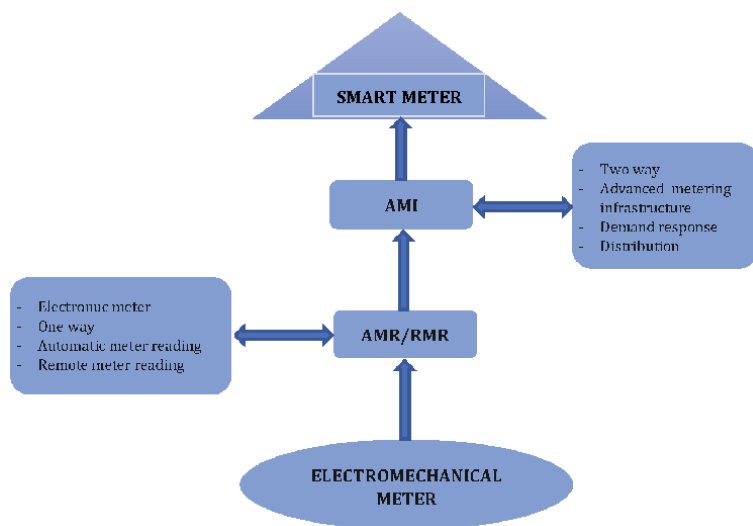 SMART METER
AMI
- Two way
- Advanced metering
infrastructure
- Demand response
- Distribution
- Electronuc meter
- One way
- Automatic meter reading
- Remote meter reading
AMR/RMR
ELECTROMECHANICAL
METER